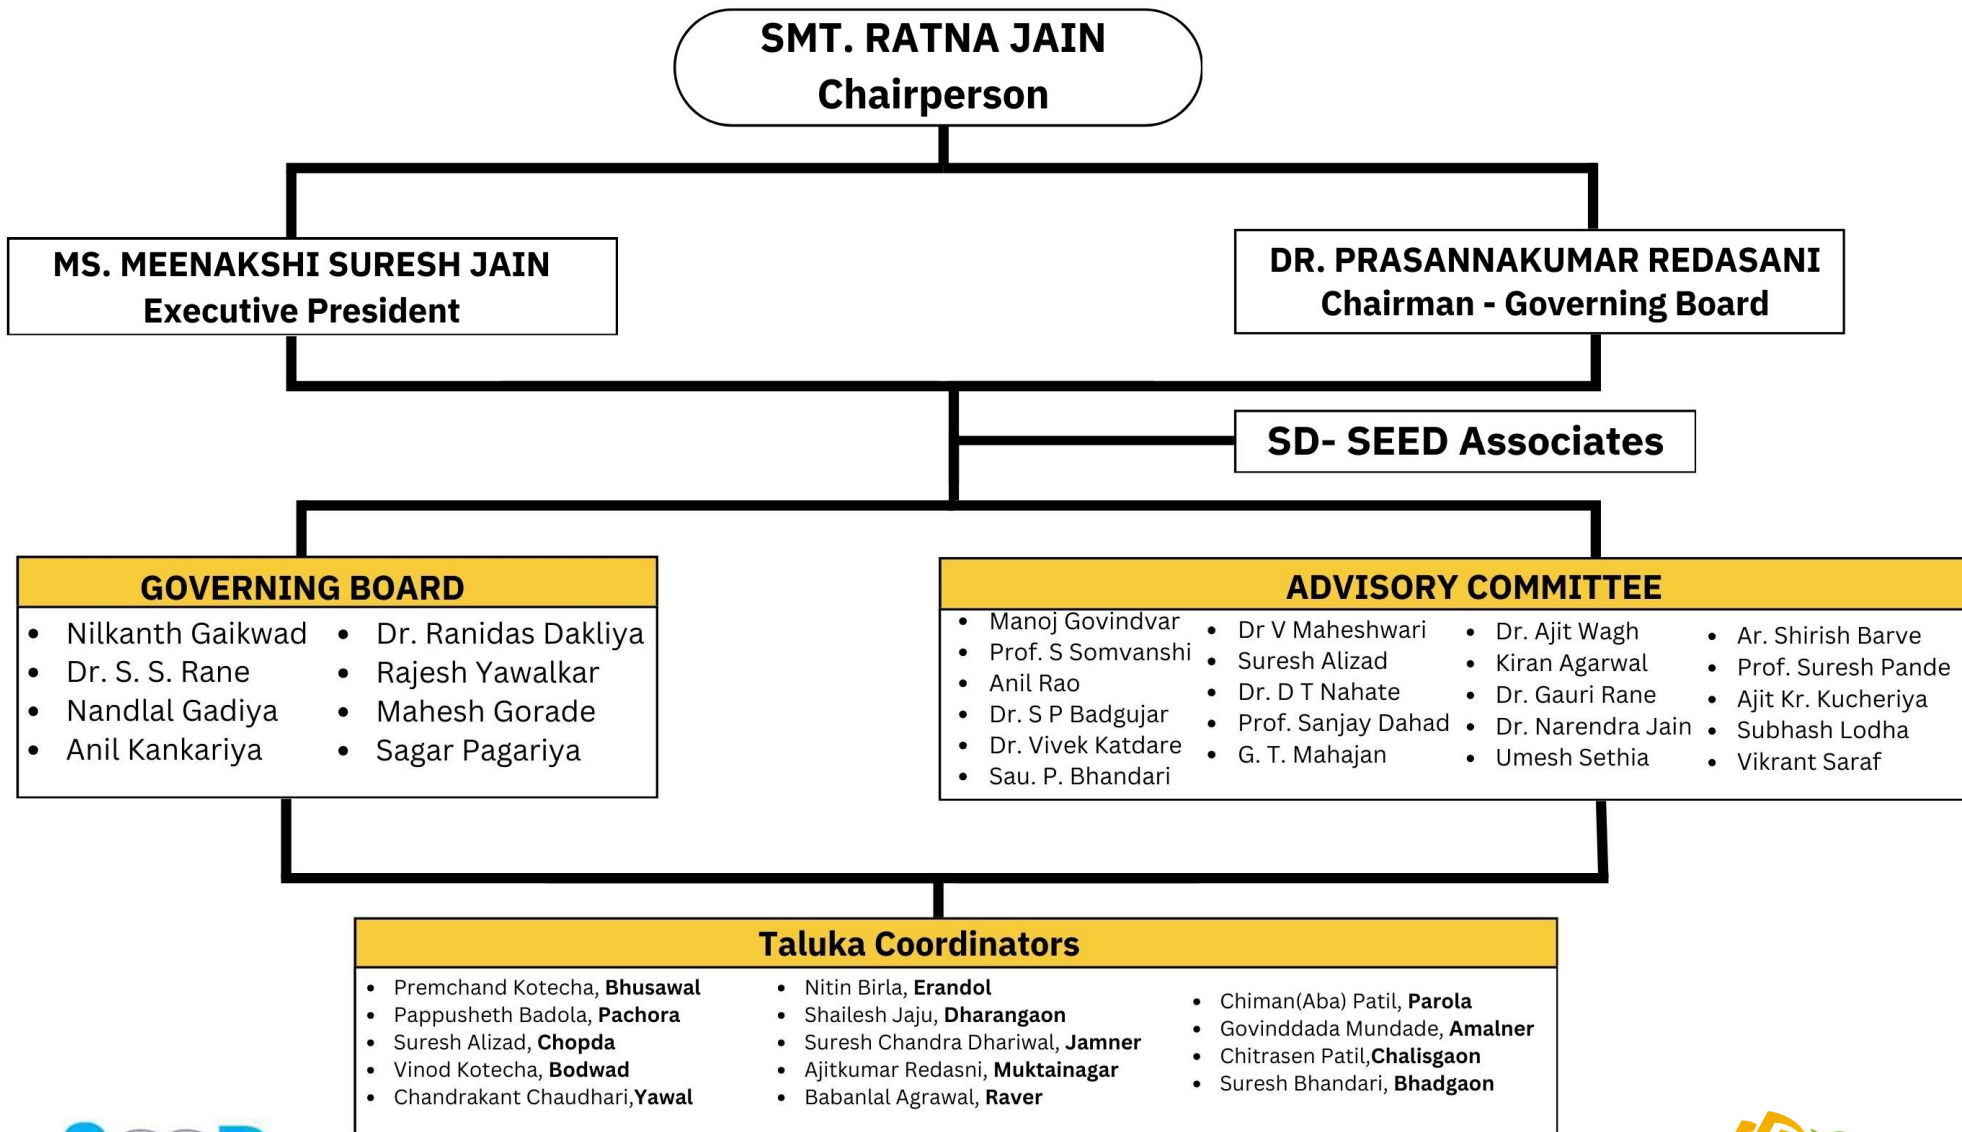 SMT. RATNA JAIN
Chairperson
MS. MEENAKSHI SURESH JAIN
Executive President
DR. PRASANNAKUMAR REDASANI
Chairman - Governing Board
SD- SEED Associates
GOVERNING BOARD
• Nilkanth Gaikwad
• Dr. S. S. Rane
• Nandlal Gadiya
• Anil Kankariya
• Dr. Ranidas Dakliya
• Rajesh Yawalkar
• Mahesh Gorade
• Sagar Pagariya
ADVISORY COMMITTEE
• Manoj Govindvar
• Prof. S Somvanshi
• Anil Rao
• Dr. S P Badgujar
• Dr. Vivek Katdare
• Sau. P. Bhandari
• Dr V Maheshwari
• Suresh Alizad
• Dr. D T Nahate
• Prof. Sanjay Dahad
• G. T. Mahajan
• Dr. Ajit Wagh
• Kiran Agarwal
• Dr. Gauri Rane
• Dr. Narendra Jain
• Umesh Sethia
• Ar. Shirish Barve
• Prof. Suresh Pande
• Ajit Kr. Kucheriya
• Subhash Lodha
• Vikrant Saraf
Taluka Coordinators
• Premchand Kotecha, Bhusawal
• Pappusheth Badola, Pachora
• Suresh Alizad, Chopda
• Vinod Kotecha, Bodwad
• Chandrakant Chaudhari,Yawal
• Nitin Birla, Erandol
• Shailesh Jaju, Dharangaon
• Suresh Chandra Dhariwal, Jamner
• Ajitkumar Redasni, Muktainagar
• Babanlal Agrawal, Raver
• Chiman(Aba) Patil, Parola
• Govinddada Mundade, Amalner
• Chitrasen Patil,Chalisgaon
• Suresh Bhandari, Bhadgaon